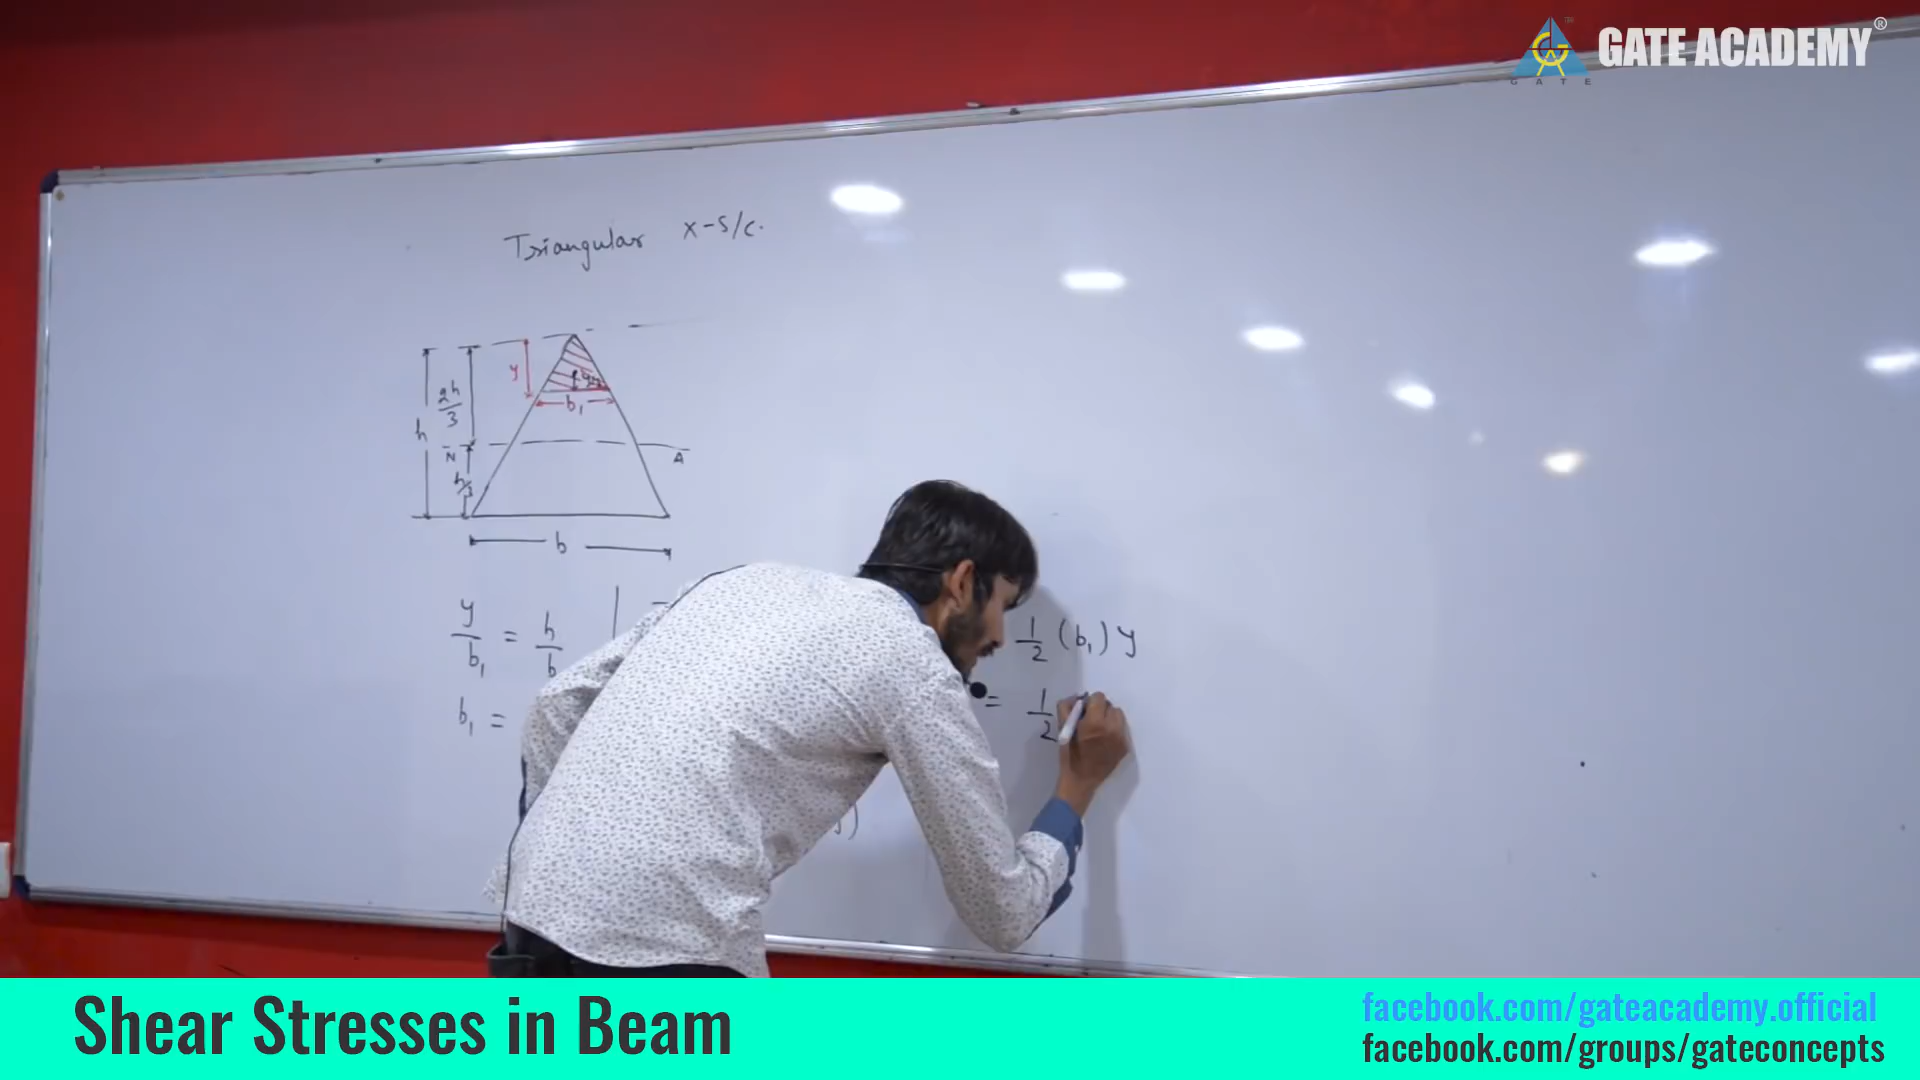 GATE ACADEMY®
G A T E
Triangular x-s/c.
y
2h/3
b₁
h
N
A
h/3
b
y/b₁ = h/b
1/2 (b₁) y
b₁ =
= 1/2
y)
Shear Stresses in Beam
facebook.com/gateacademy.official
facebook.com/groups/gateconcepts